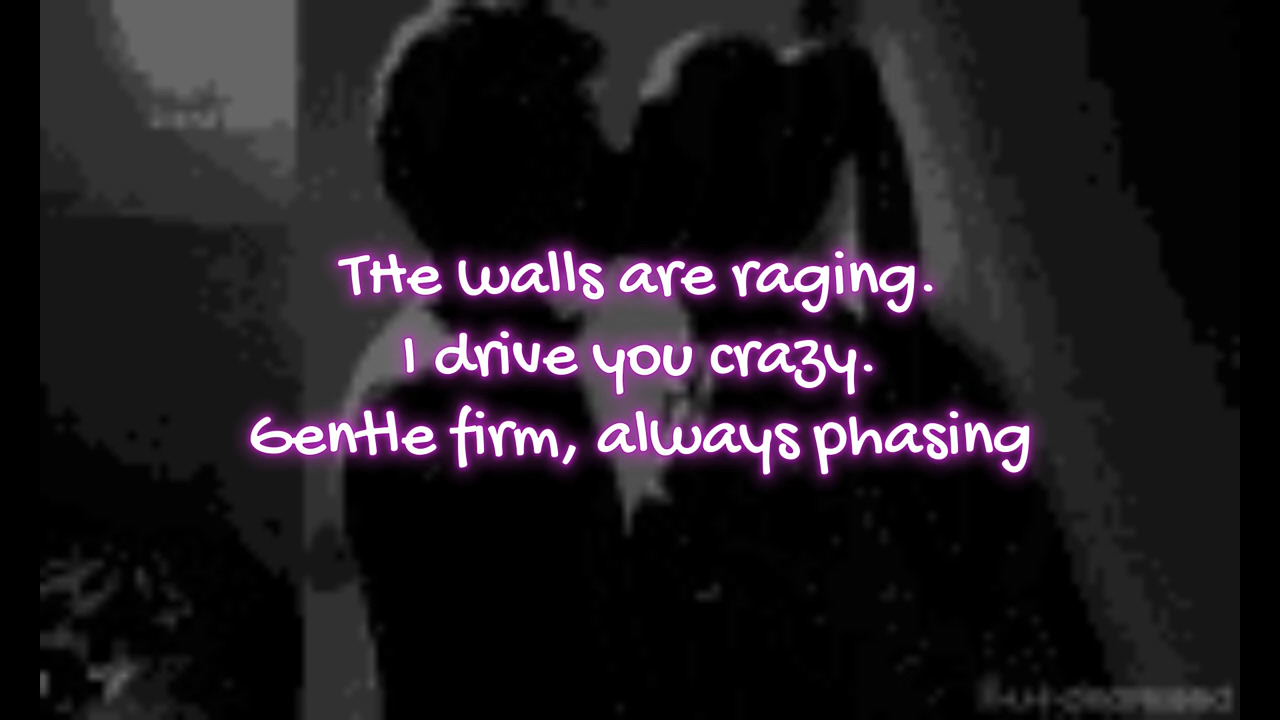 THe walls are raging.
I drive you crazy.
Gentle firm, always phasing